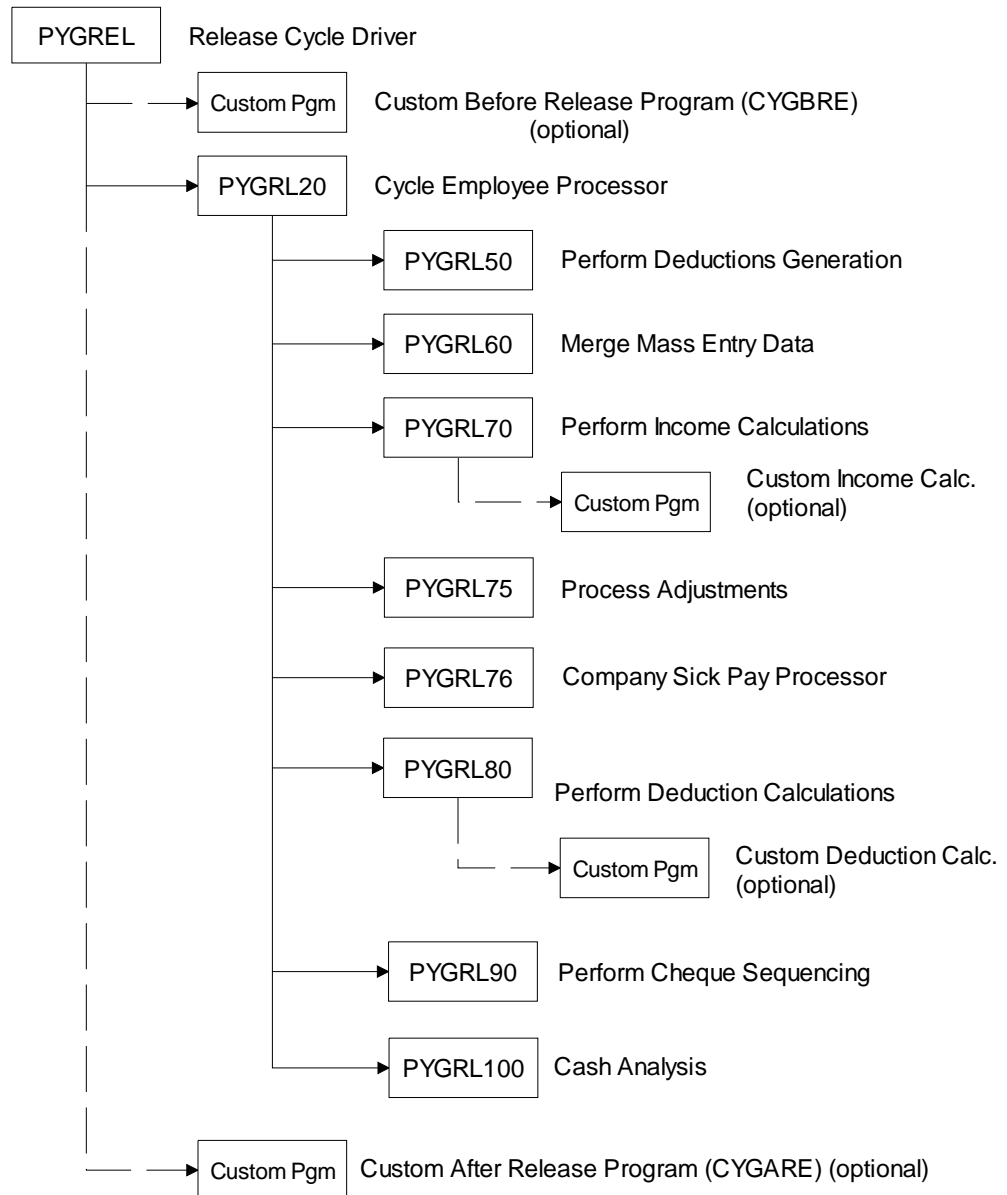 PYGREL Release Cycle Driver
Custom Pgm Custom Before Release Program (CYGBRE)
(optional)
PYGRL20 Cycle Employee Processor
PYGRL50 Perform Deductions Generation
PYGRL60 Merge Mass Entry Data
PYGRL70 Perform Income Calculations
Custom Pgm Custom Income Calc.
(optional)
PYGRL75 Process Adjustments
PYGRL76 Company Sick Pay Processor
PYGRL80 Perform Deduction Calculations
Custom Pgm Custom Deduction Calc.
(optional)
PYGRL90 Perform Cheque Sequencing
PYGRL100 Cash Analysis
Custom Pgm Custom After Release Program (CYGARE) (optional)